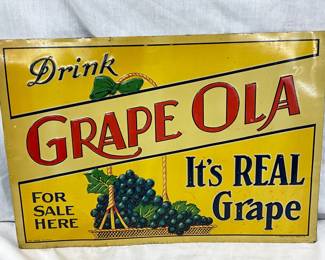 Drink
GRAPE OLA
It's REAL
Grape
FOR
SALE
HERE